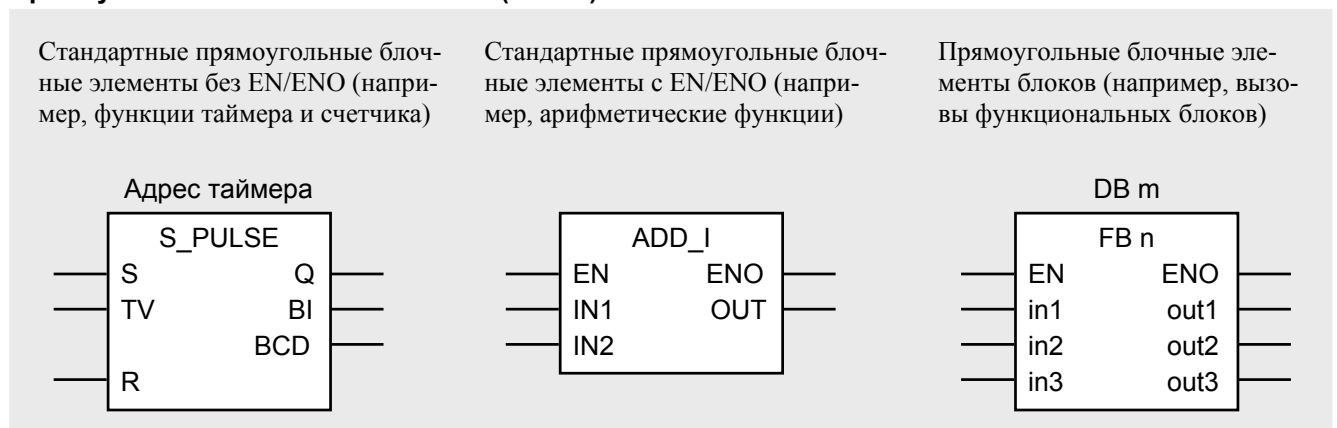 Стандартные прямоугольные блоч-
ные элементы без EN/ENO (напри-
мер, функции таймера и счетчика)
Адрес таймера
S_PULSE
S Q
TV BI
BCD
R
Стандартные прямоугольные блоч-
ные элементы с EN/ENO (напри-
мер, арифметические функции)
ADD_I
EN ENO
IN1 OUT
IN2
Прямоугольные блочные эле-
менты блоков (например, вызо-
вы функциональных блоков)
DB m
FB n
EN ENO
in1 out1
in2 out2
in3 out3